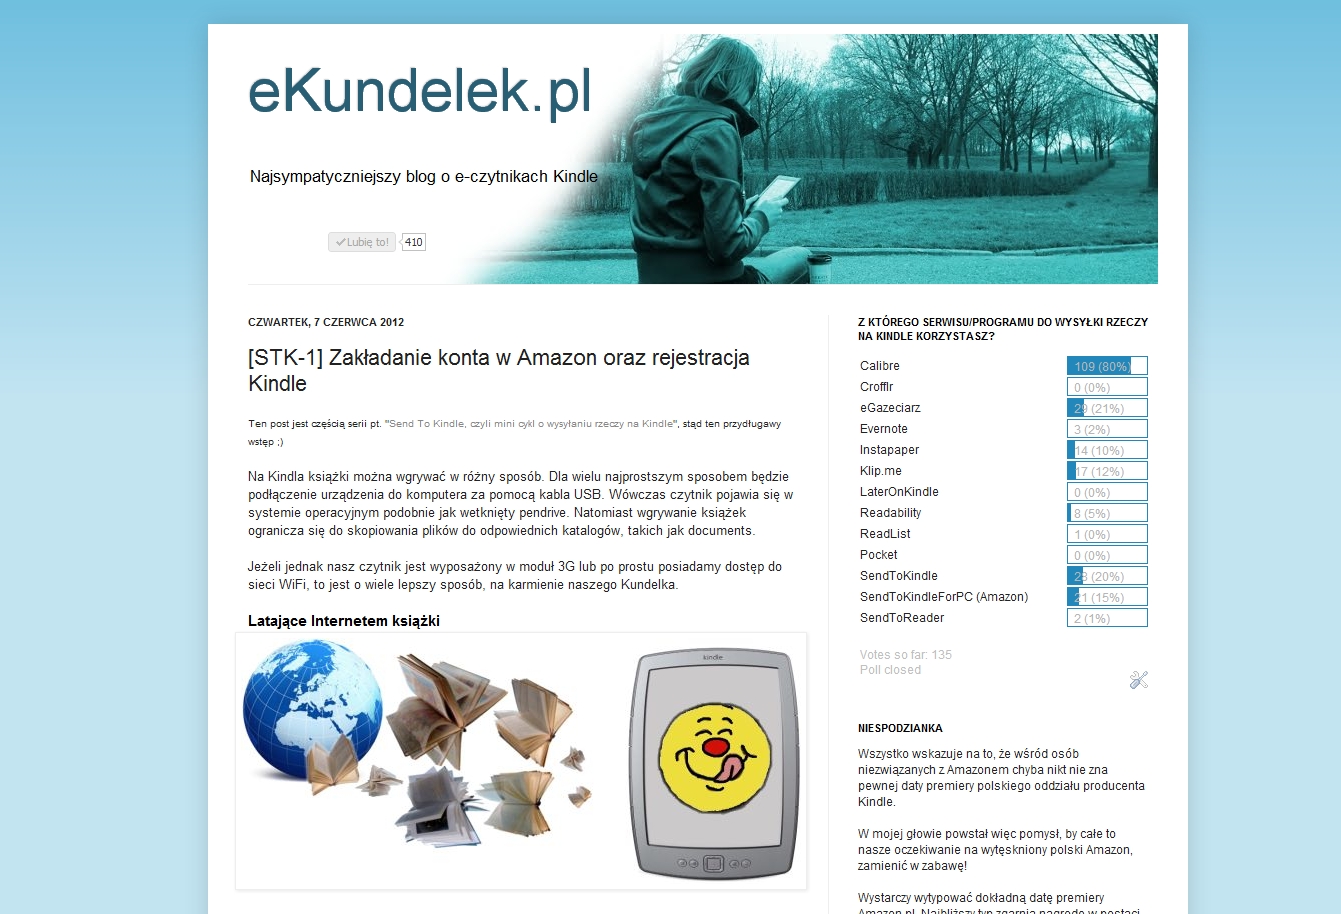 eKundelek.pl
Najsympatyczniejszy blog o e-czytnikach Kindle
Lubię to! 410
CZWARTEK, 7 CZERWCA 2012
[STK-1] Zakładanie konta w Amazon oraz rejestracja
Kindle
Ten post jest częścią serii pt. "Send To Kindle, czyli mini cykl o wysyłaniu rzeczy na Kindle", stąd ten przydługawy
wstęp ;)
Na Kindla książki można wgrywać w różny sposób. Dla wielu najprostszym sposobem będzie
podłączenie urządzenia do komputera za pomocą kabla USB. Wówczas czytnik pojawia się w
systemie operacyjnym podobnie jak wetknięty pendrive. Natomiast wgrywanie książek
ogranicza się do skopiowania plików do odpowiednich katalogów, takich jak documents.
Jeżeli jednak nasz czytnik jest wyposażony w moduł 3G lub po prostu posiadamy dostęp do
sieci WiFi, to jest o wiele lepszy sposób, na karmienie naszego Kundelka.
Latające Internetem książki
kindle
Z KTÓREGO SERWISU/PROGRAMU DO WYSYŁKI RZECZY
NA KINDLE KORZYSTASZ?
Calibre 109 (80%)
Crofflr 0 (0%)
eGazeciarz 29 (21%)
Evernote 3 (2%)
Instapaper 14 (10%)
Klip.me 17 (12%)
LaterOnKindle 0 (0%)
Readability 8 (5%)
ReadList 1 (0%)
Pocket 0 (0%)
SendToKindle 28 (20%)
SendToKindleForPC (Amazon) 21 (15%)
SendToReader 2 (1%)
Votes so far: 135
Poll closed
NIESPODZIANKA
Wszystko wskazuje na to, że wśród osób
niezwiązanych z Amazonem chyba nikt nie zna
pewnej daty premiery polskiego oddziału producenta
Kindle.
W mojej głowie powstał więc pomysł, by całe to
nasze oczekiwanie na wytęskniony polski Amazon,
zamienić w zabawę!
Wystarczy wytypować dokładną datę premiery
Amazon.pl. Najbliższy typ zgarnia nagrodę w postaci